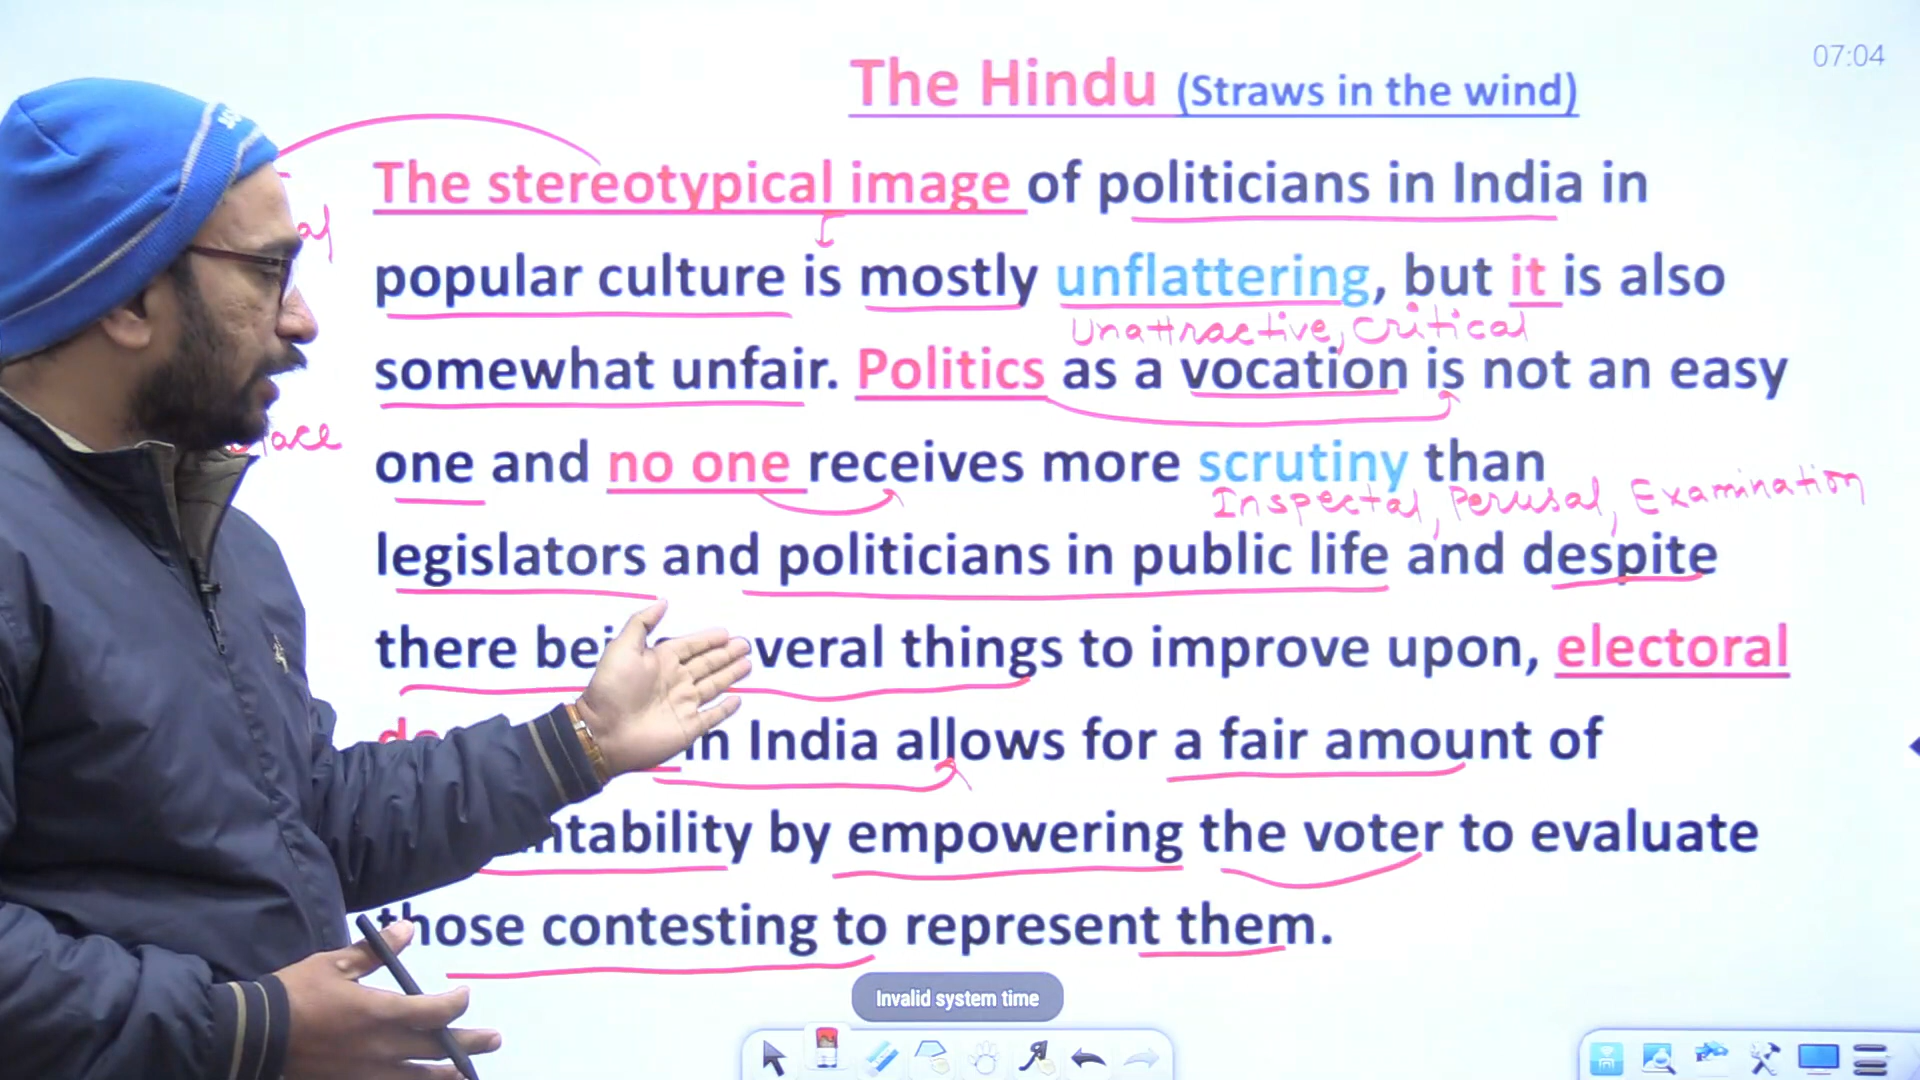 07:04
The Hindu (Straws in the wind)
The stereotypical image of politicians in India in
popular culture is mostly unflattering, but it is also
Unattractive, Critical
somewhat unfair. Politics as a vocation is not an easy
one and no one receives more scrutiny than
Inspectal, Perusal, Examination
legislators and politicians in public life and despite
there several things to improve upon, electoral
in India allows for a fair amount of
by empowering the voter to evaluate
those contesting to represent them.
Invalid system time